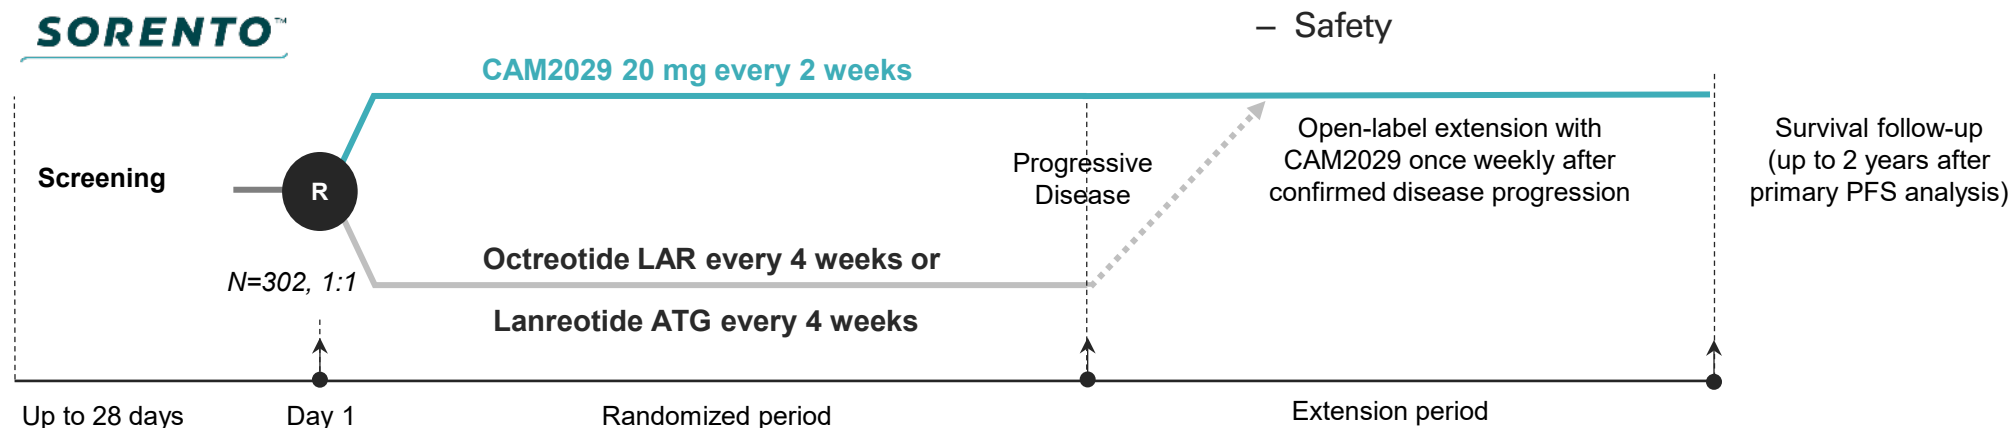 SORENTO™
– Safety
CAM2029 20 mg every 2 weeks
Screening
R
N=302, 1:1
Octreotide LAR every 4 weeks or
Lanreotide ATG every 4 weeks
Progressive
Disease
Open-label extension with
CAM2029 once weekly after
confirmed disease progression
Survival follow-up
(up to 2 years after
primary PFS analysis)
Up to 28 days
Day 1
Randomized period
Extension period